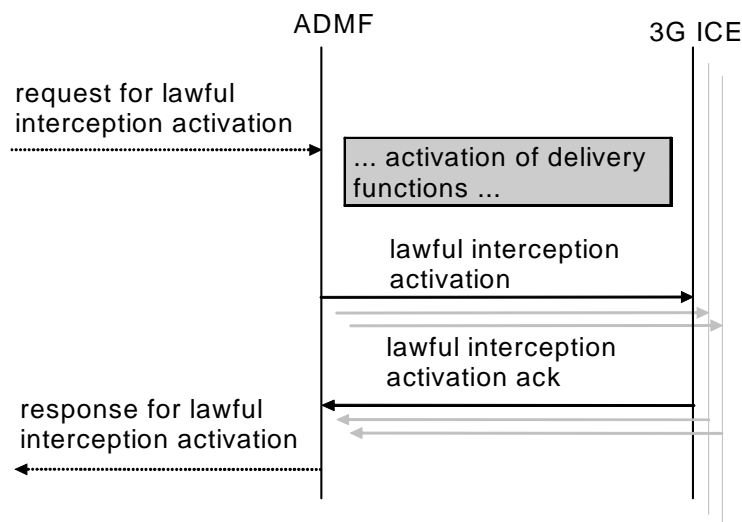 ADMF
3G ICE
request for lawful
interception activation
... activation of delivery
functions ...
lawful interception
activation
lawful interception
activation ack
response for lawful
interception activation